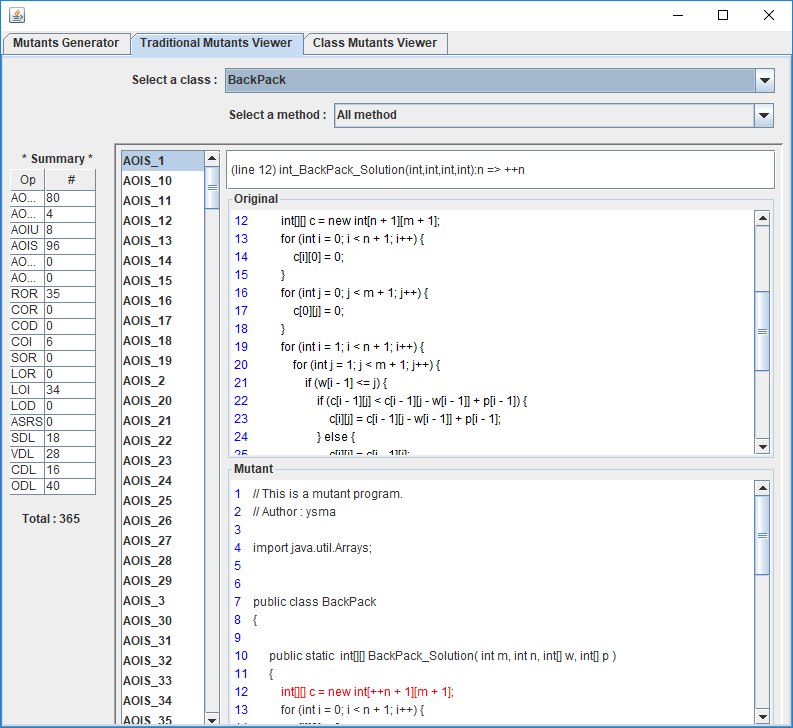 Mutants Generator Traditional Mutants Viewer Class Mutants Viewer
Select a class : BackPack
Select a method : All method
* Summary *
Op #
AO... 80
AO... 4
AOIU 8
AOIS 96
AO... 0
AO... 0
ROR 35
COR 0
COD 0
COI 6
SOR 0
LOR 0
LOI 34
LOD 0
ASRS 0
SDL 18
VDL 28
CDL 16
ODL 40
Total : 365
AOIS_1
AOIS_10
AOIS_11
AOIS_12
AOIS_13
AOIS_14
AOIS_15
AOIS_16
AOIS_17
AOIS_18
AOIS_19
AOIS_2
AOIS_20
AOIS_21
AOIS_22
AOIS_23
AOIS_24
AOIS_25
AOIS_26
AOIS_27
AOIS_28
AOIS_29
AOIS_3
AOIS_30
AOIS_31
AOIS_32
AOIS_33
AOIS_34
AOIS_35
(line 12) int_BackPack_Solution(int,int,int,int):n => ++n
Original
12 int[][] c = new int[n + 1][m + 1];
13 for (int i = 0; i < n + 1; i++) {
14 c[i][0] = 0;
15 }
16 for (int j = 0; j < m + 1; j++) {
17 c[0][j] = 0;
18 }
19 for (int i = 1; i < n + 1; i++) {
20 for (int j = 1; j < m + 1; j++) {
21 if (w[i - 1] <= j) {
22 if (c[i - 1][j] < c[i - 1][j - w[i - 1]] + p[i - 1]) {
23 c[i][j] = c[i - 1][j - w[i - 1]] + p[i - 1];
24 } else {
25 c[i][j] = c[i - 1][j];
Mutant
1 // This is a mutant program.
2 // Author : ysma
3
4 import java.util.Arrays;
5
6
7 public class BackPack
8 {
9
10 public static int[][] BackPack_Solution( int m, int n, int[] w, int[] p )
11 {
12 int[][] c = new int[++n + 1][m + 1];
13 for (int i = 0; i < n + 1; i++) {